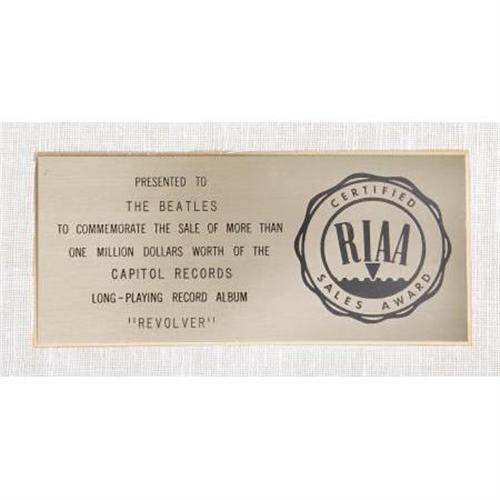 PRESENTED TO
THE BEATLES
TO COMMEMORATE THE SALE OF MORE THAN
ONE MILLION DOLLARS WORTH OF THE
CAPITOL RECORDS
LONG-PLAYING RECORD ALBUM
"REVOLVER"
CERTIFIED
RIAA
SALES AWARD